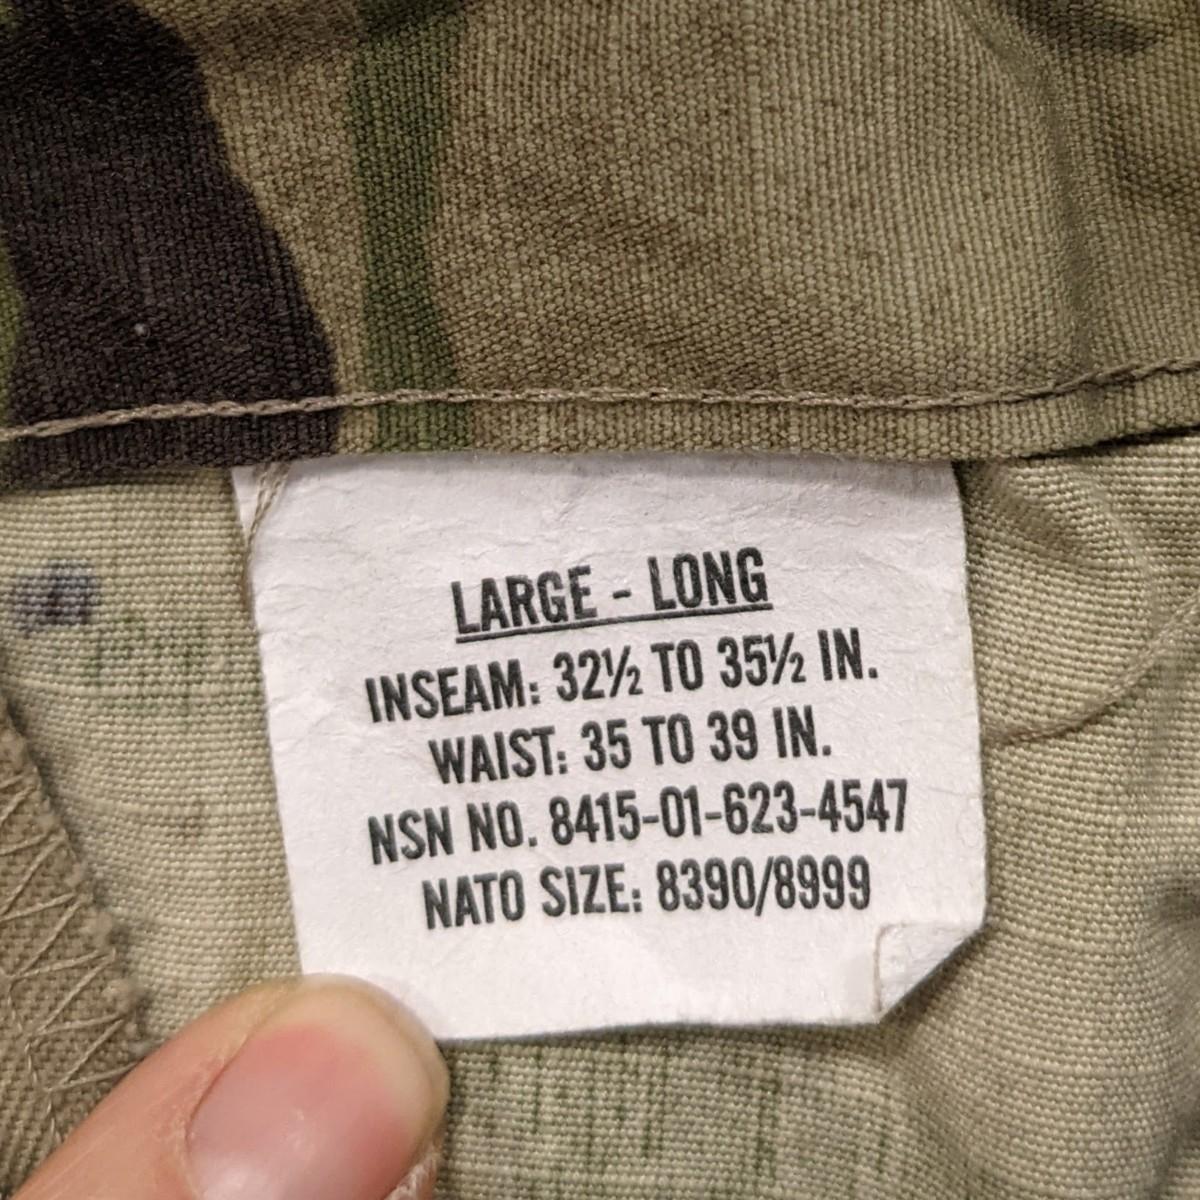 LARGE - LONG
INSEAM: 32½ TO 35½ IN.
WAIST: 35 TO 39 IN.
NSN NO. 8415-01-623-4547
NATO SIZE: 8390/8999